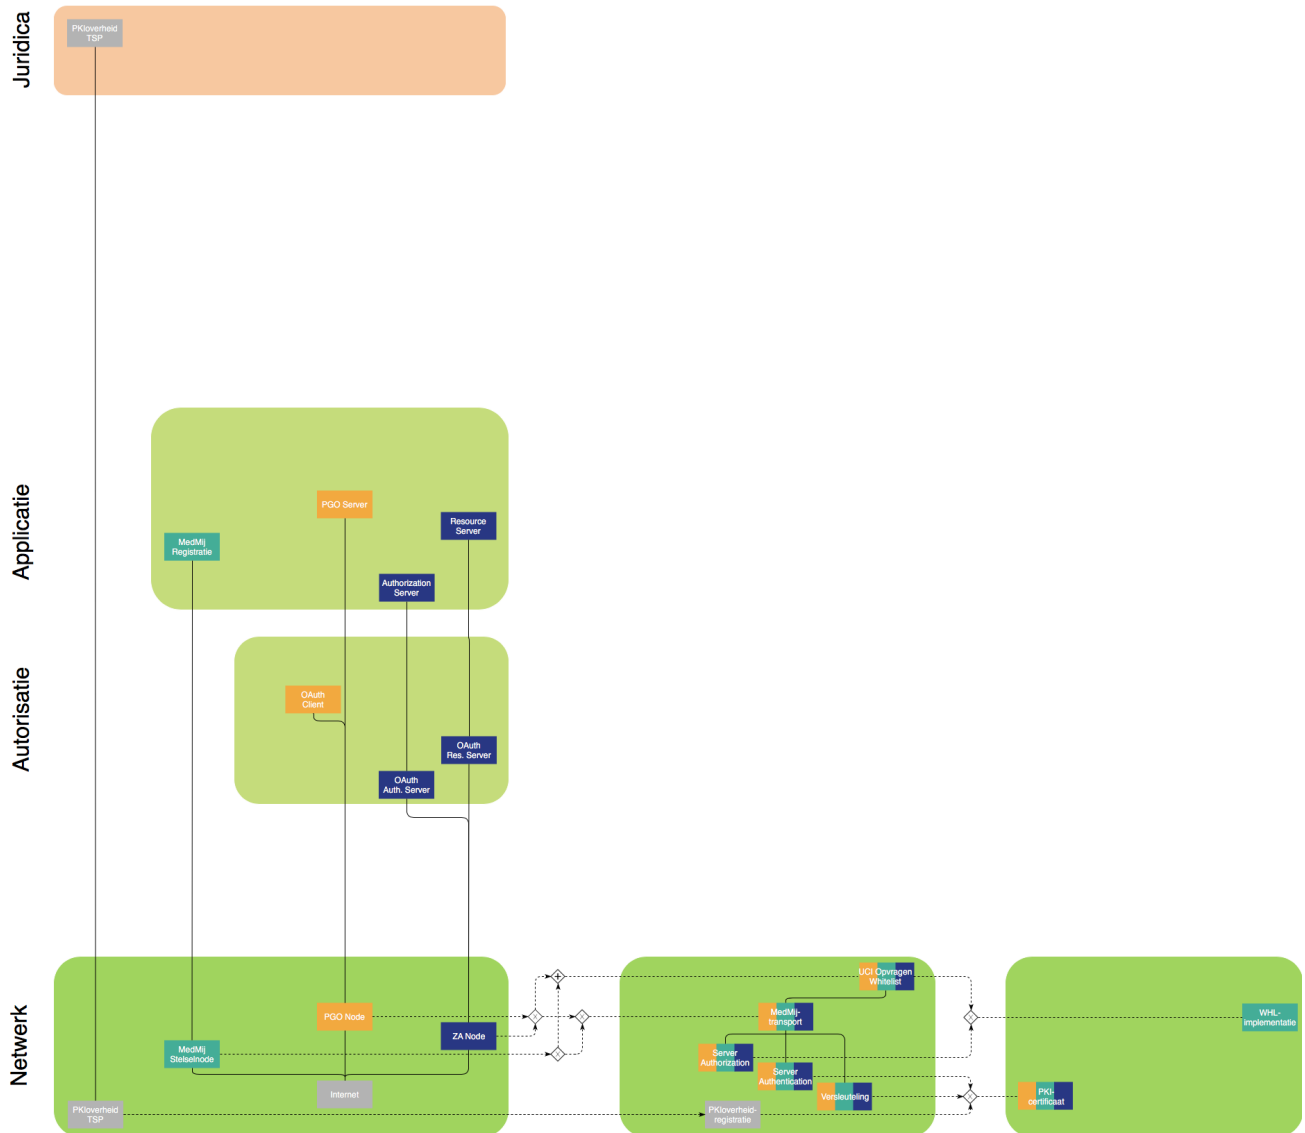 Juridica
PKIoverheid
TSP
Applicatie
PGO Server
Resource
Server
MedMij
Registratie
Authorization
Server
Autorisatie
OAuth
Client
OAuth
Res. Server
OAuth
Auth. Server
Netwerk
UCI Opvragen
Whitelist
PGO Node
MedMij-
transport
WHL-
implementatie
ZA Node
MedMij
Stelselnode
Server
Authorization
Server
Authentication
Internet
Versleuteling
PKI-
certificaat
PKIoverheid
TSP
PKIoverheid-
registratie